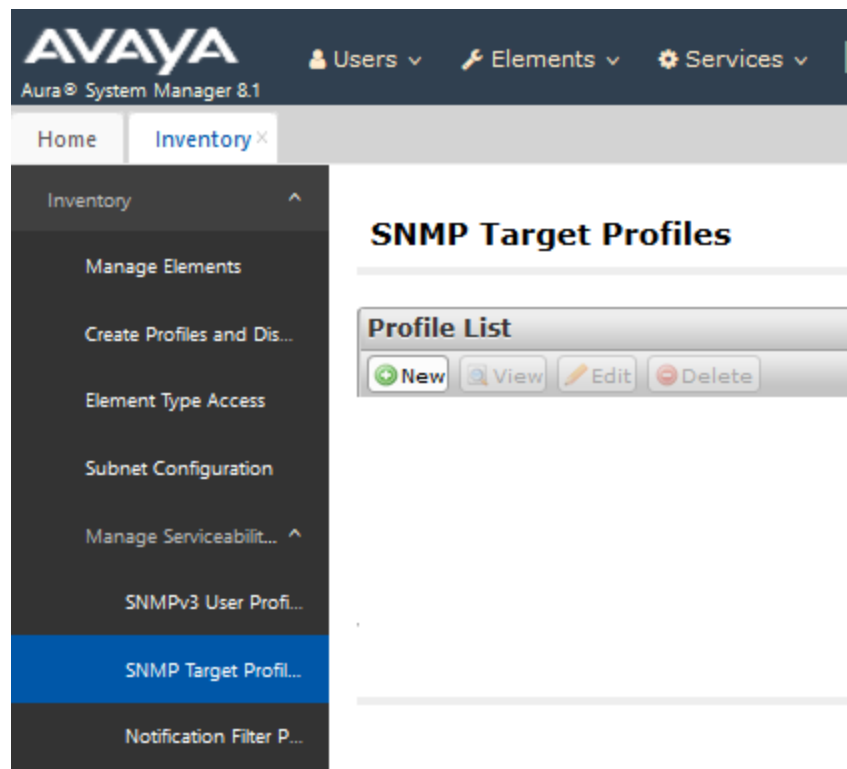 AVAYA
Aura® System Manager 8.1
Users
Elements
Services
Home
Inventory ×
Inventory
Manage Elements
Create Profiles and Dis...
Element Type Access
Subnet Configuration
Manage Serviceabilit...
SNMPv3 User Profi...
SNMP Target Profil...
Notification Filter P...
SNMP Target Profiles
Profile List
New View Edit Delete